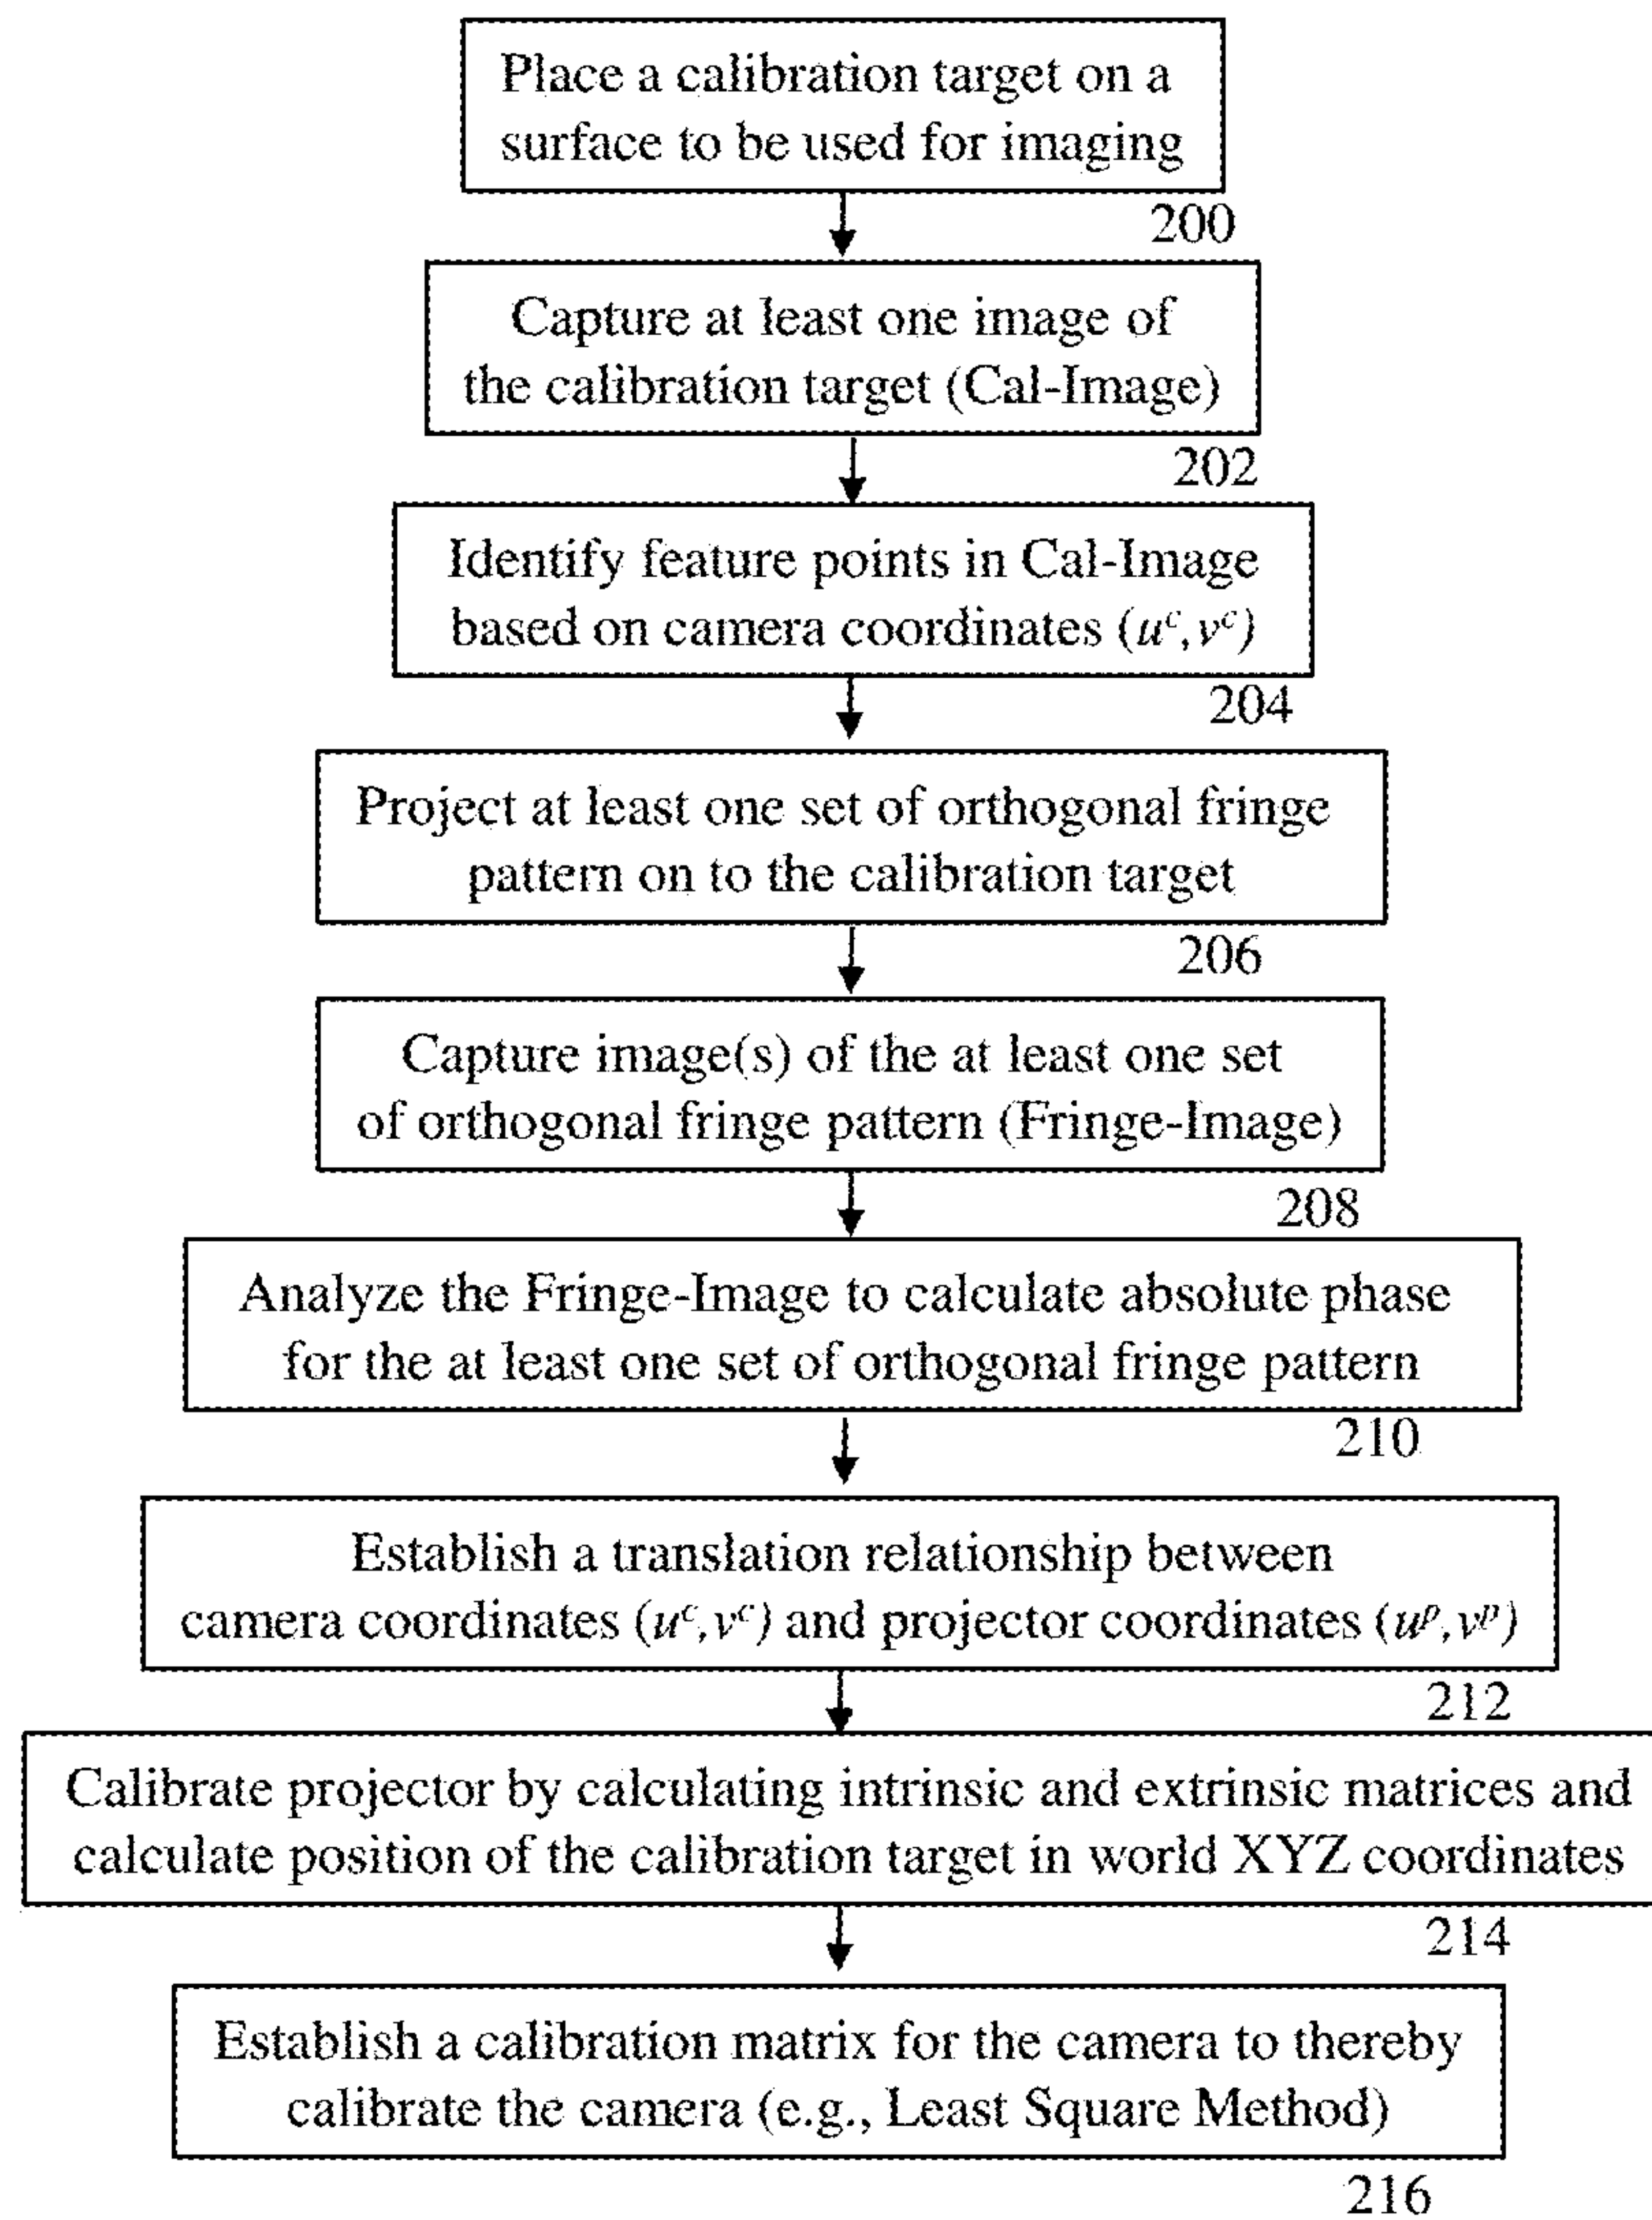 Place a calibration target on a
surface to be used for imaging
200
Capture at least one image of
the calibration target (Cal-Image)
202
Identify feature points in Cal-Image
based on camera coordinates (uᶜ,vᶜ)
204
Project at least one set of orthogonal fringe
pattern on to the calibration target
206
Capture image(s) of the at least one set
of orthogonal fringe pattern (Fringe-Image)
208
Analyze the Fringe-Image to calculate absolute phase
for the at least one set of orthogonal fringe pattern
210
Establish a translation relationship between
camera coordinates (uᶜ,vᶜ) and projector coordinates (uᵖ,vᵖ)
212
Calibrate projector by calculating intrinsic and extrinsic matrices and
calculate position of the calibration target in world XYZ coordinates
214
Establish a calibration matrix for the camera to thereby
calibrate the camera (e.g., Least Square Method)
216